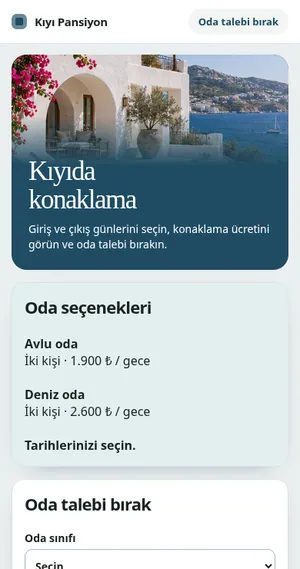 Kıyı Pansiyon
Oda talebi bırak
Kıyıda
konaklama
Giriş ve çıkış günlerini seçin, konaklama ücretini
görün ve oda talebi bırakın.
Oda seçenekleri
Avlu oda
İki kişi · 1.900 ₺ / gece
Deniz oda
İki kişi · 2.600 ₺ / gece
Tarihlerinizi seçin.
Oda talebi bırak
Oda sınıfı
Seçin